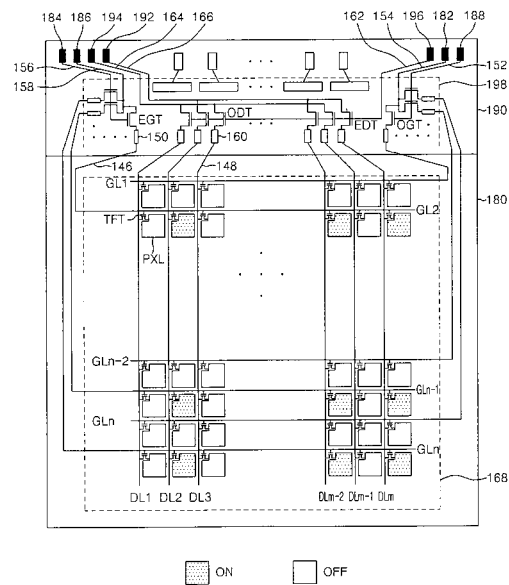 184 186 194 192 164 166 162 154 196 182 188
156
158
152
198
190
EGT ODT EDT OGT
150 160
146 148
180
GL1
GL2
TFT
PXL
GLn-2
GLn-1
GLn
GLn
168
DL1 DL2 DL3 DLm-2 DLm-1 DLm
ON OFF